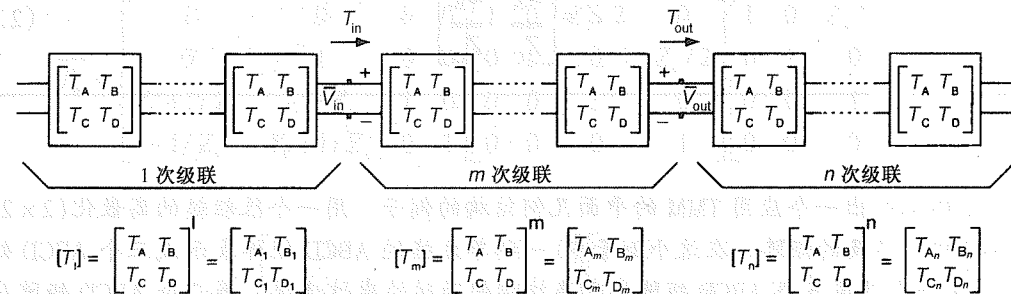 T_in T_out
[T_A T_B T_C T_D] [T_A T_B T_C T_D] + V̅_in − [T_A T_B T_C T_D] [T_A T_B T_C T_D] + V̅_out − [T_A T_B T_C T_D] [T_A T_B T_C T_D]
1 次级联 m 次级联 n 次级联
[T_l] = [T_A T_B T_C T_D]^l = [T_A1 T_B1 T_C1 T_D1] [T_m] = [T_A T_B T_C T_D]^m = [T_Am T_Bm T_Cm T_Dm] [T_n] = [T_A T_B T_C T_D]^n = [T_An T_Bn T_Cn T_Dn]